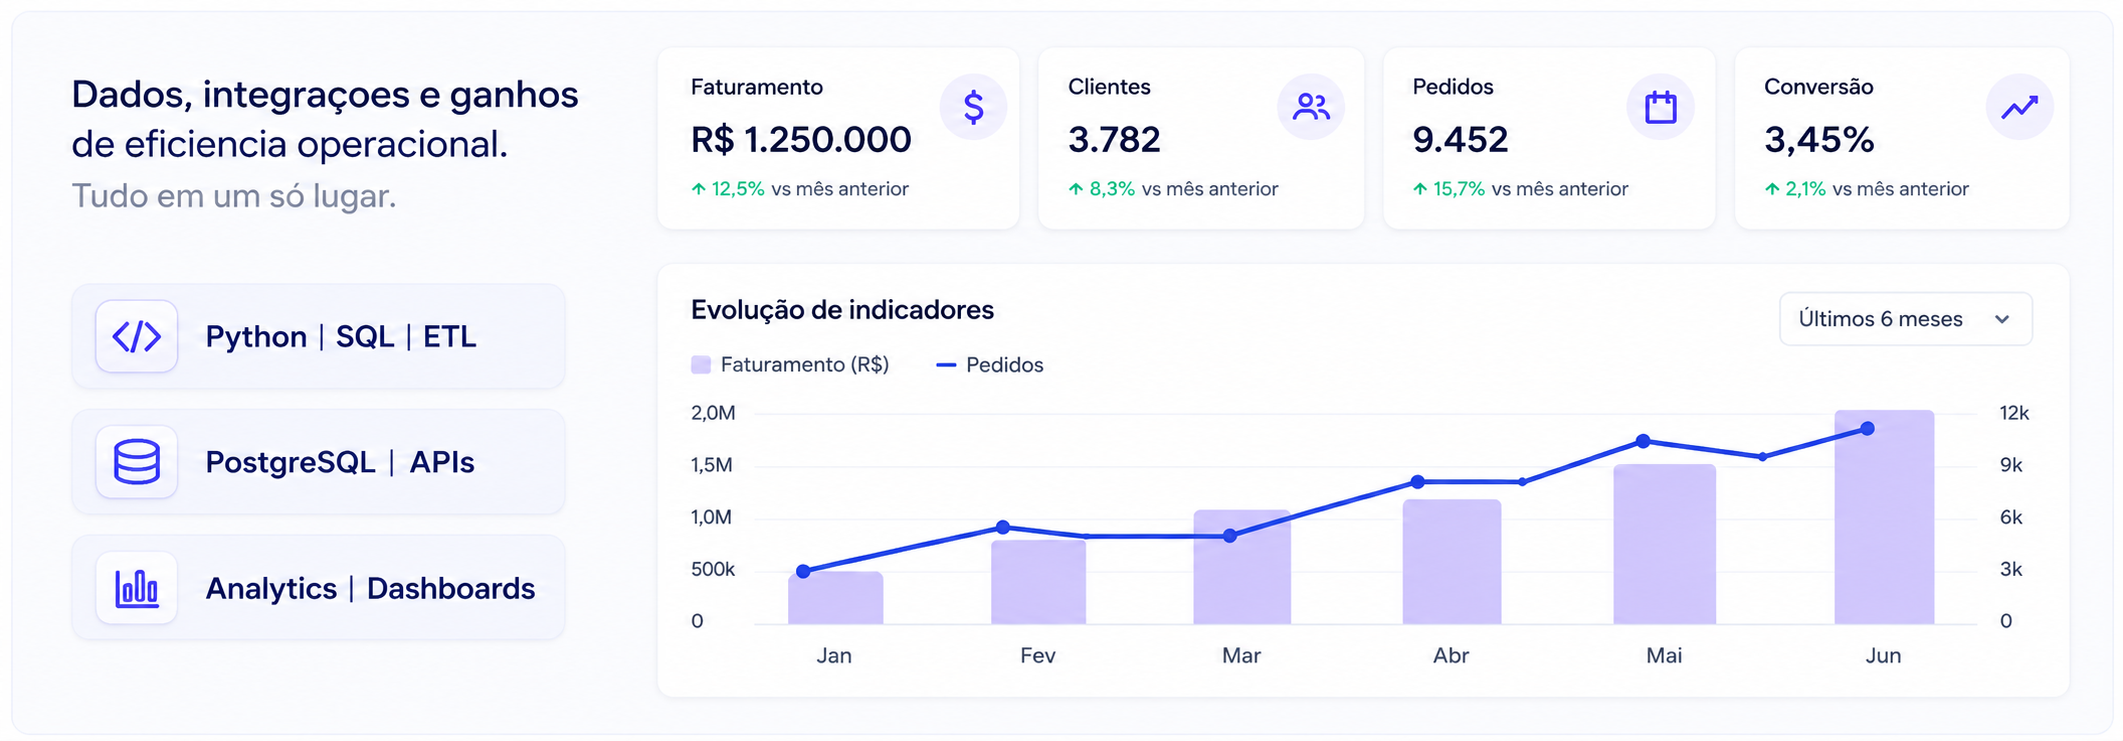 Dados, integraçoes e ganhos
de eficiencia operacional.
Tudo em um só lugar.
Python | SQL | ETL
PostgreSQL | APIs
Analytics | Dashboards
Faturamento
R$ 1.250.000
↑ 12,5% vs mês anterior
Clientes
3.782
↑ 8,3% vs mês anterior
Pedidos
9.452
↑ 15,7% vs mês anterior
Conversão
3,45%
↑ 2,1% vs mês anterior
Evolução de indicadores
Últimos 6 meses
Faturamento (R$) Pedidos
2,0M 12k
1,5M 9k
1,0M 6k
500k 3k
0 0
Jan Fev Mar Abr Mai Jun